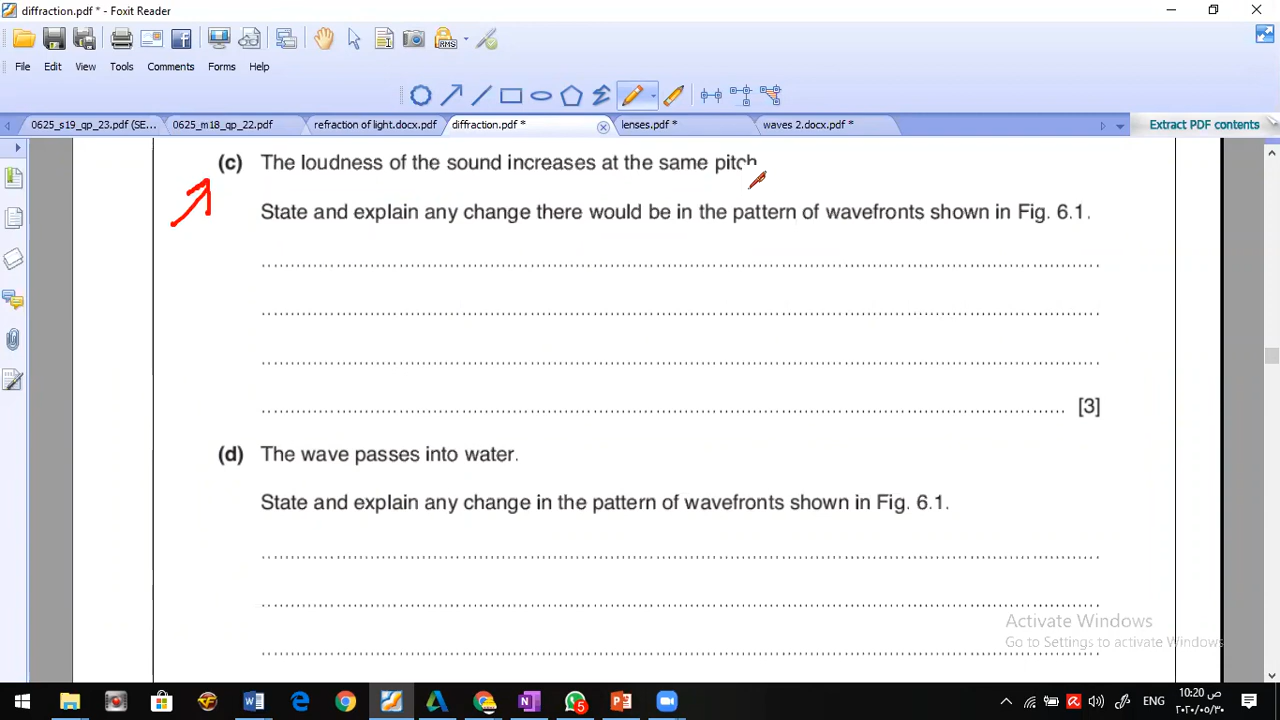 diffraction.pdf * - Foxit Reader
File Edit View Tools Comments Forms Help
0625_s19_qp_23.pdf (SE... 0625_m18_qp_22.pdf refraction of light.docx.pdf diffraction.pdf * lenses.pdf * waves 2.docx.pdf * Extract PDF contents
(c) The loudness of the sound increases at the same pitch.
State and explain any change there would be in the pattern of wavefronts shown in Fig. 6.1.
[3]
(d) The wave passes into water.
State and explain any change in the pattern of wavefronts shown in Fig. 6.1.
Activate Windows
Go to Settings to activate Windows
ENG 10:20 ص
٢٠٢٠/٠٥/٣٠